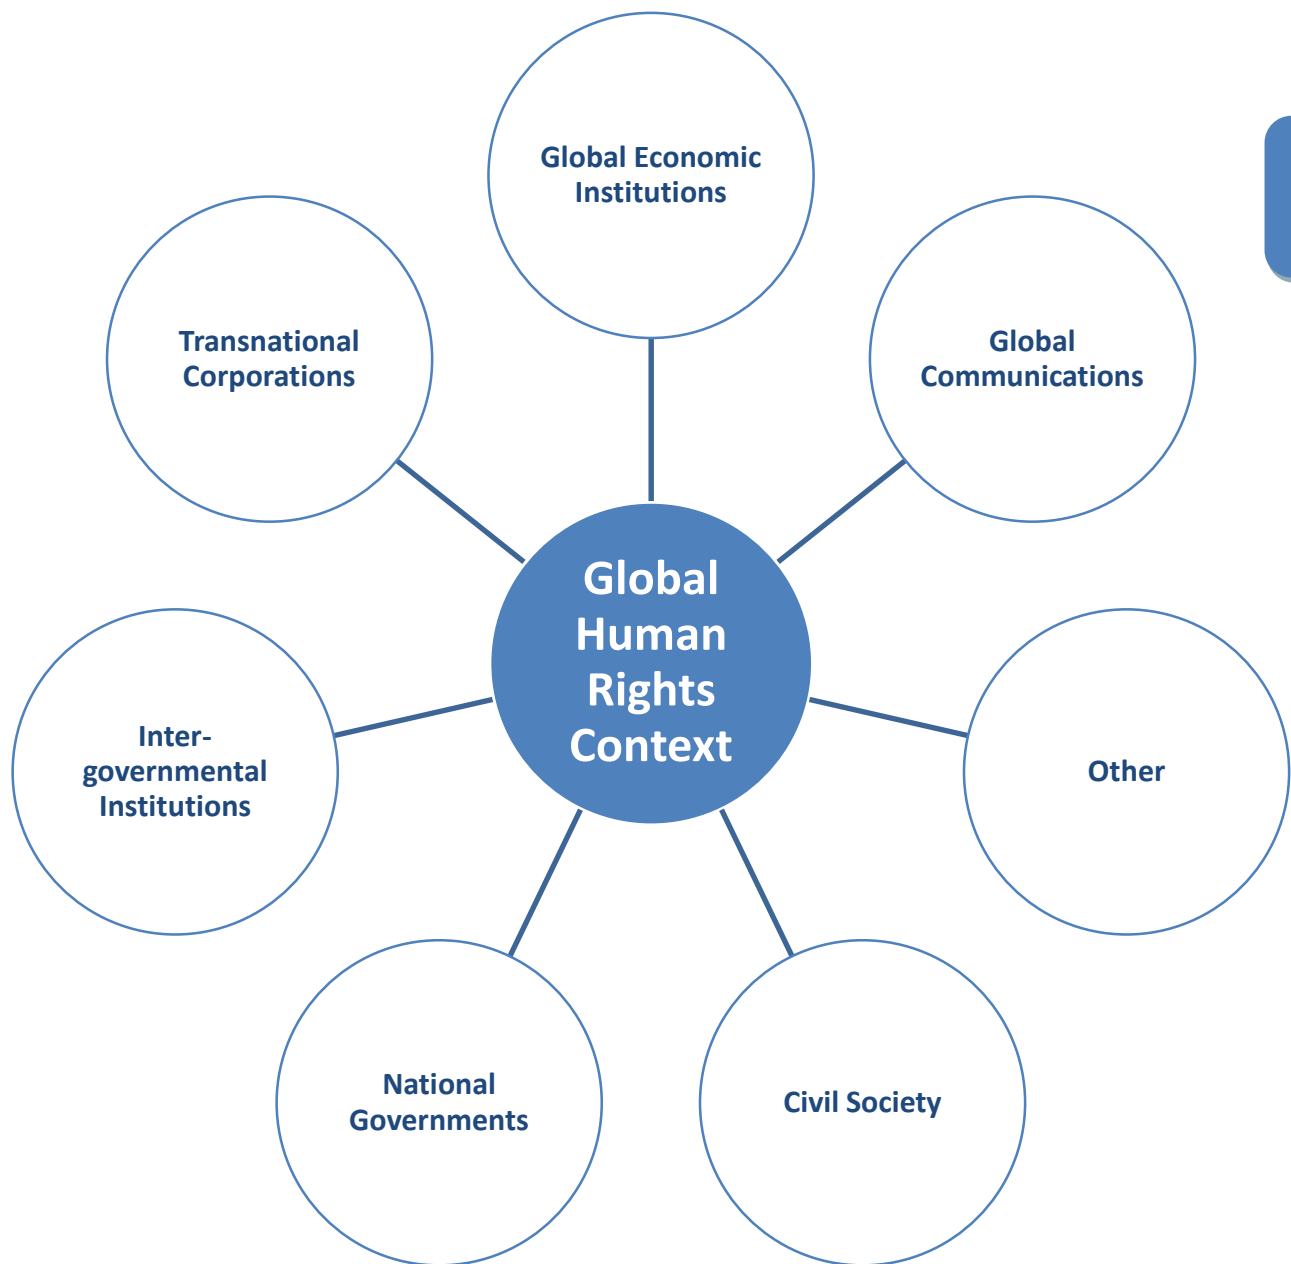 Global Economic
Institutions
Global
Communications
Other
Civil Society
National
Governments
Inter-
governmental
Institutions
Transnational
Corporations
Global
Human
Rights
Context